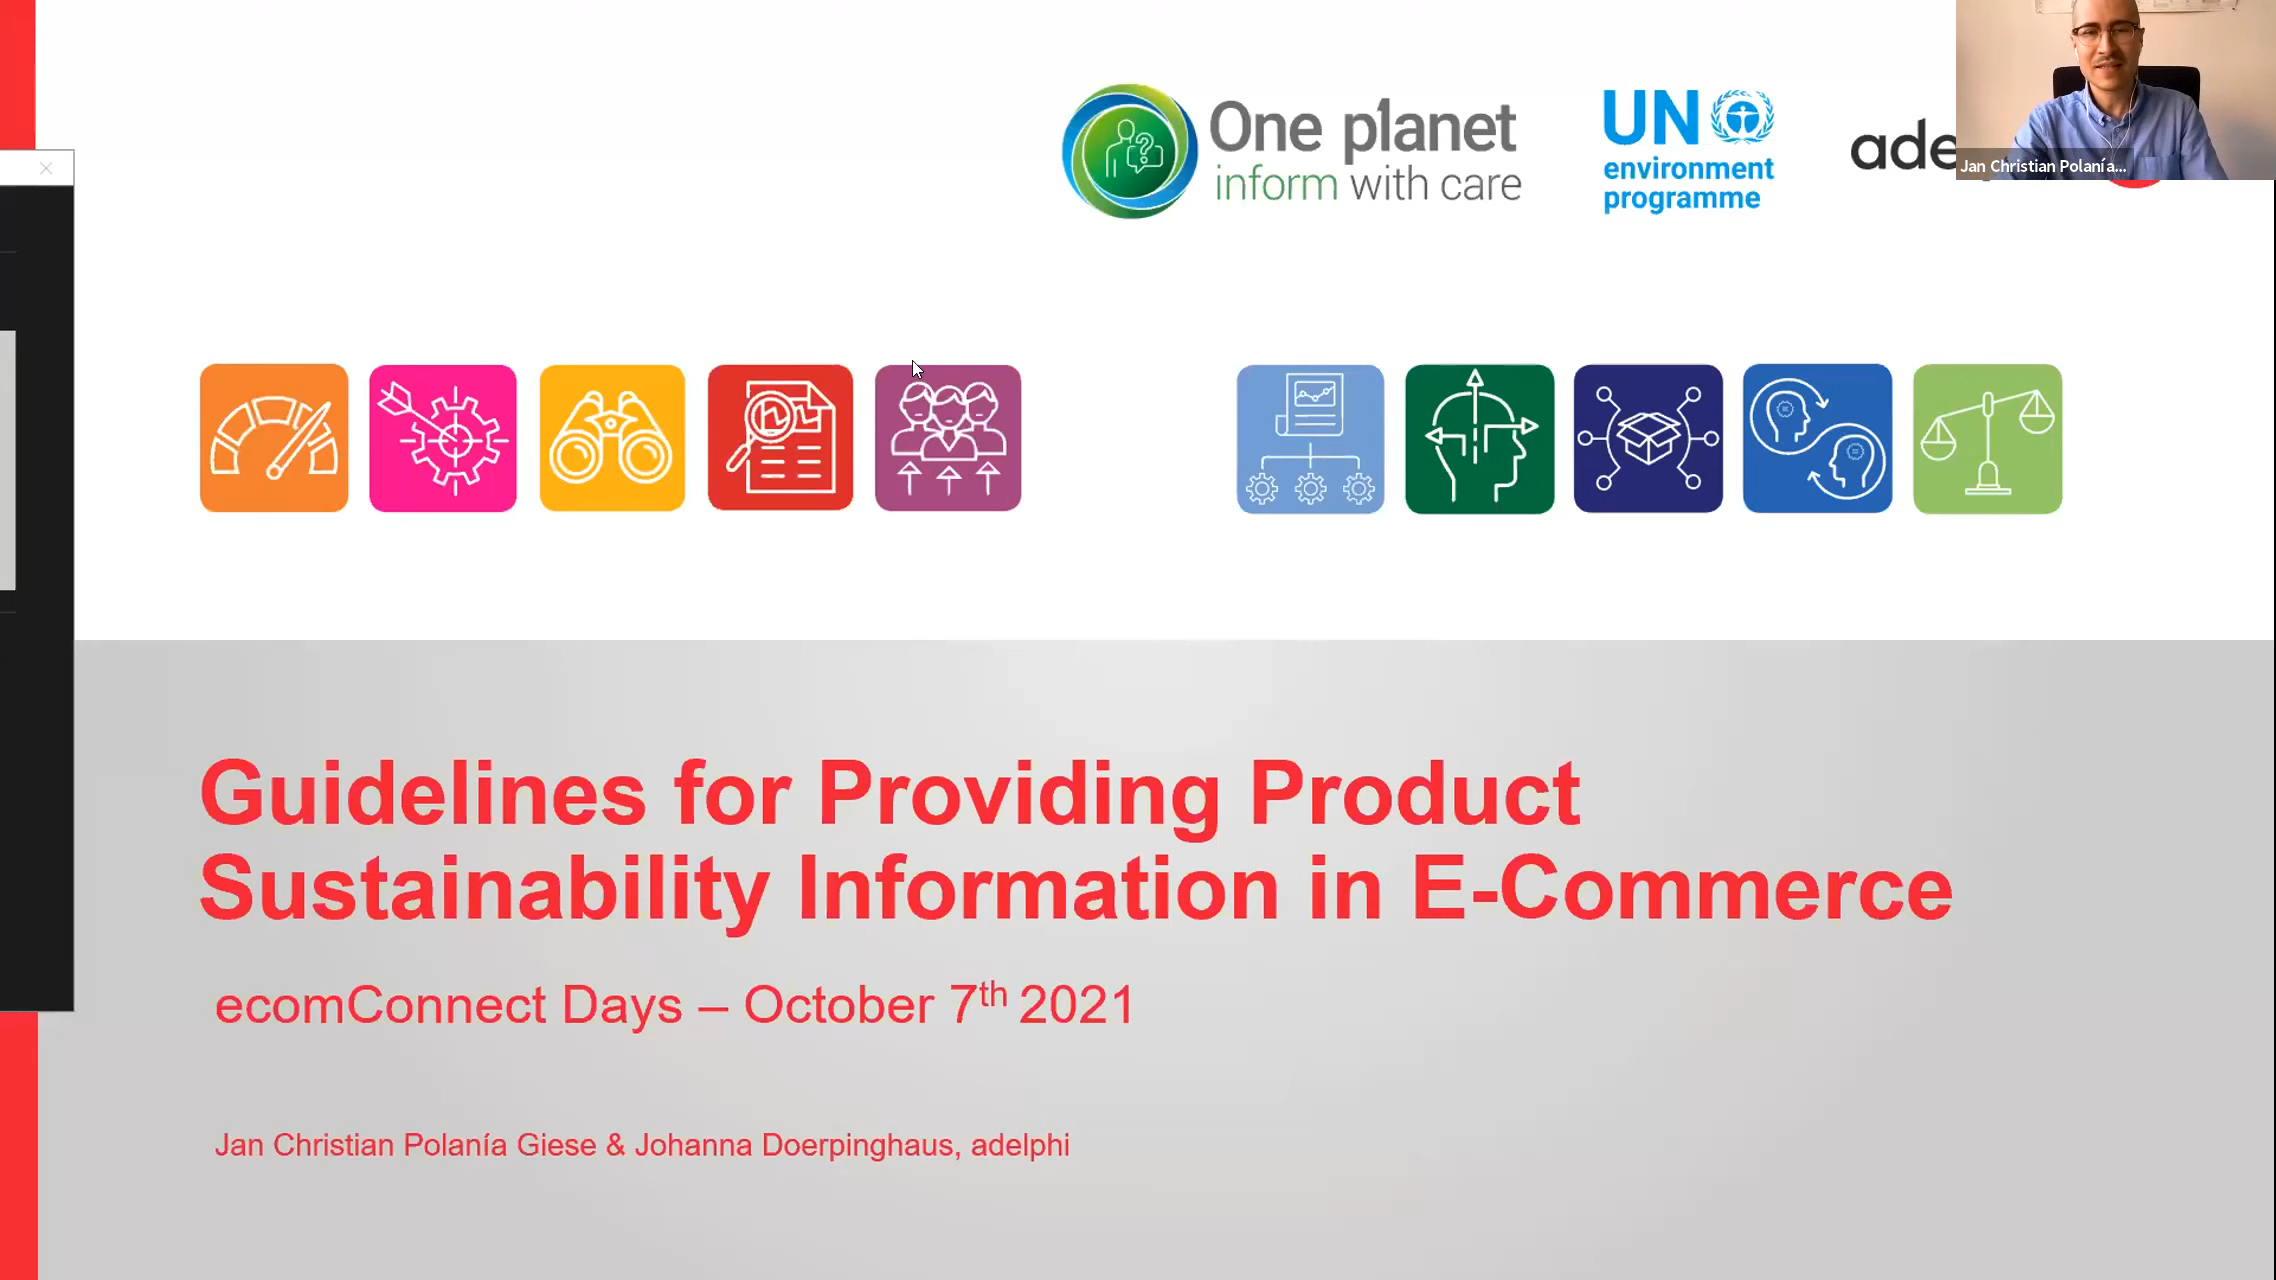 One planet
inform with care
UN
environment
programme
ade
Jan Christian Polanía...
Guidelines for Providing Product
Sustainability Information in E-Commerce
ecomConnect Days – October 7th 2021
Jan Christian Polanía Giese & Johanna Doerpinghaus, adelphi